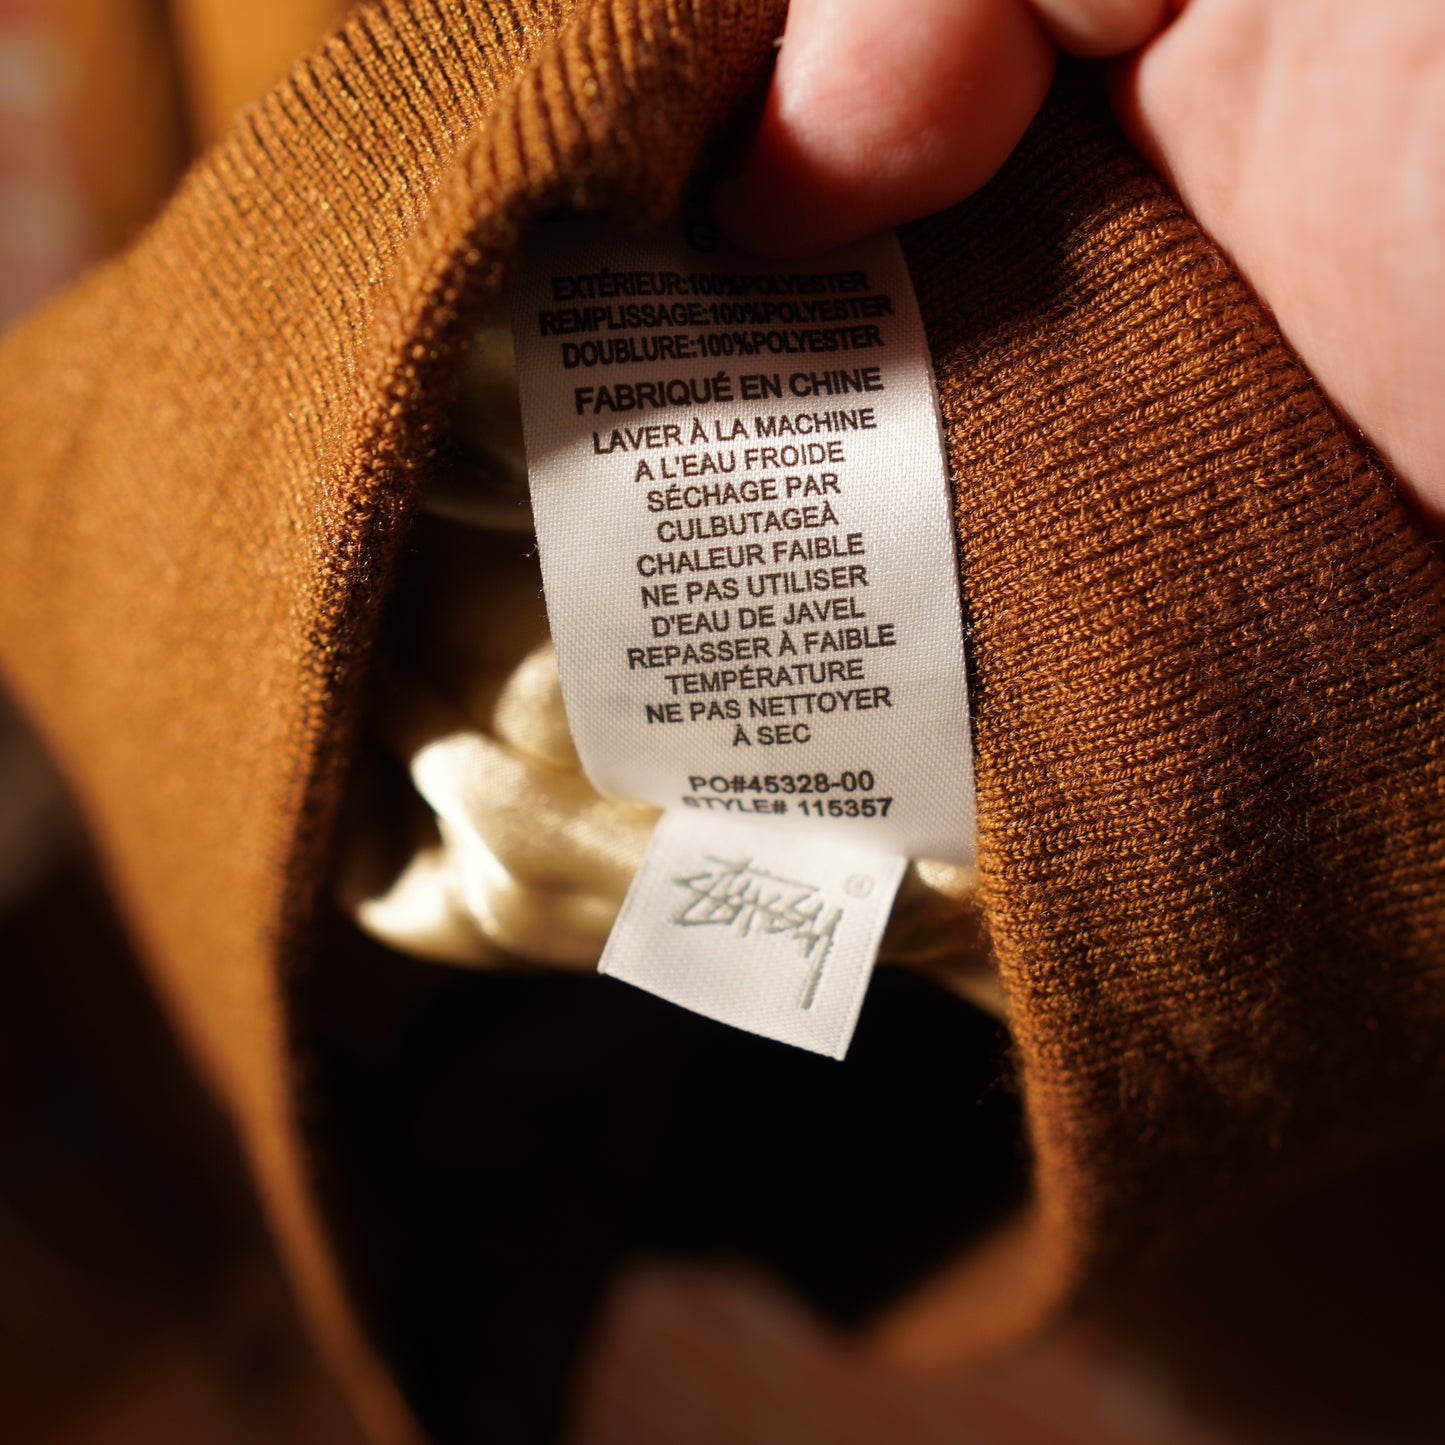 G
EXTÉRIEUR:100%POLYESTER
REMPLISSAGE:100%POLYESTER
DOUBLURE:100%POLYESTER
FABRIQUÉ EN CHINE
LAVER À LA MACHINE
A L'EAU FROIDE
SÉCHAGE PAR
CULBUTAGEÀ
CHALEUR FAIBLE
NE PAS UTILISER
D'EAU DE JAVEL
REPASSER À FAIBLE
TEMPÉRATURE
NE PAS NETTOYER
À SEC
PO#45328-00
STYLE# 115357
Stüssy ®